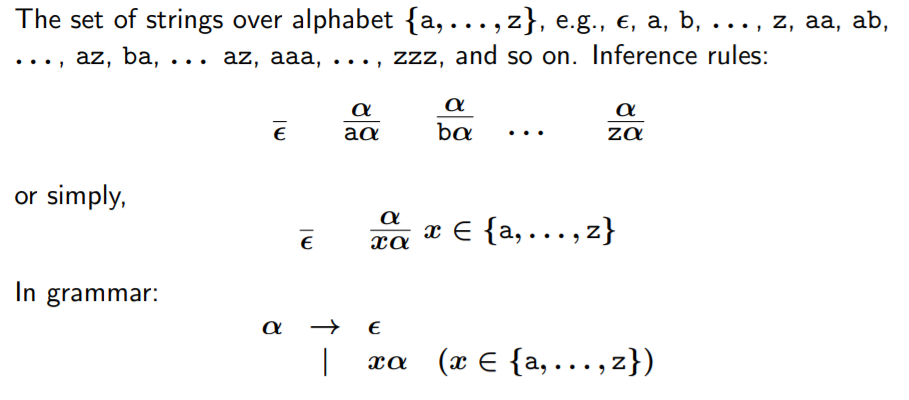 The set of strings over alphabet {a, . . . , z}, e.g., ϵ, a, b, . . . , z, aa, ab,
. . . , az, ba, . . . az, aaa, . . . , zzz, and so on. Inference rules:
α α α
ϵ aα bα . . . zα
or simply,
α
ϵ xα x ∈ {a, . . . , z}
In grammar:
α → ϵ
| xα (x ∈ {a, . . . , z})